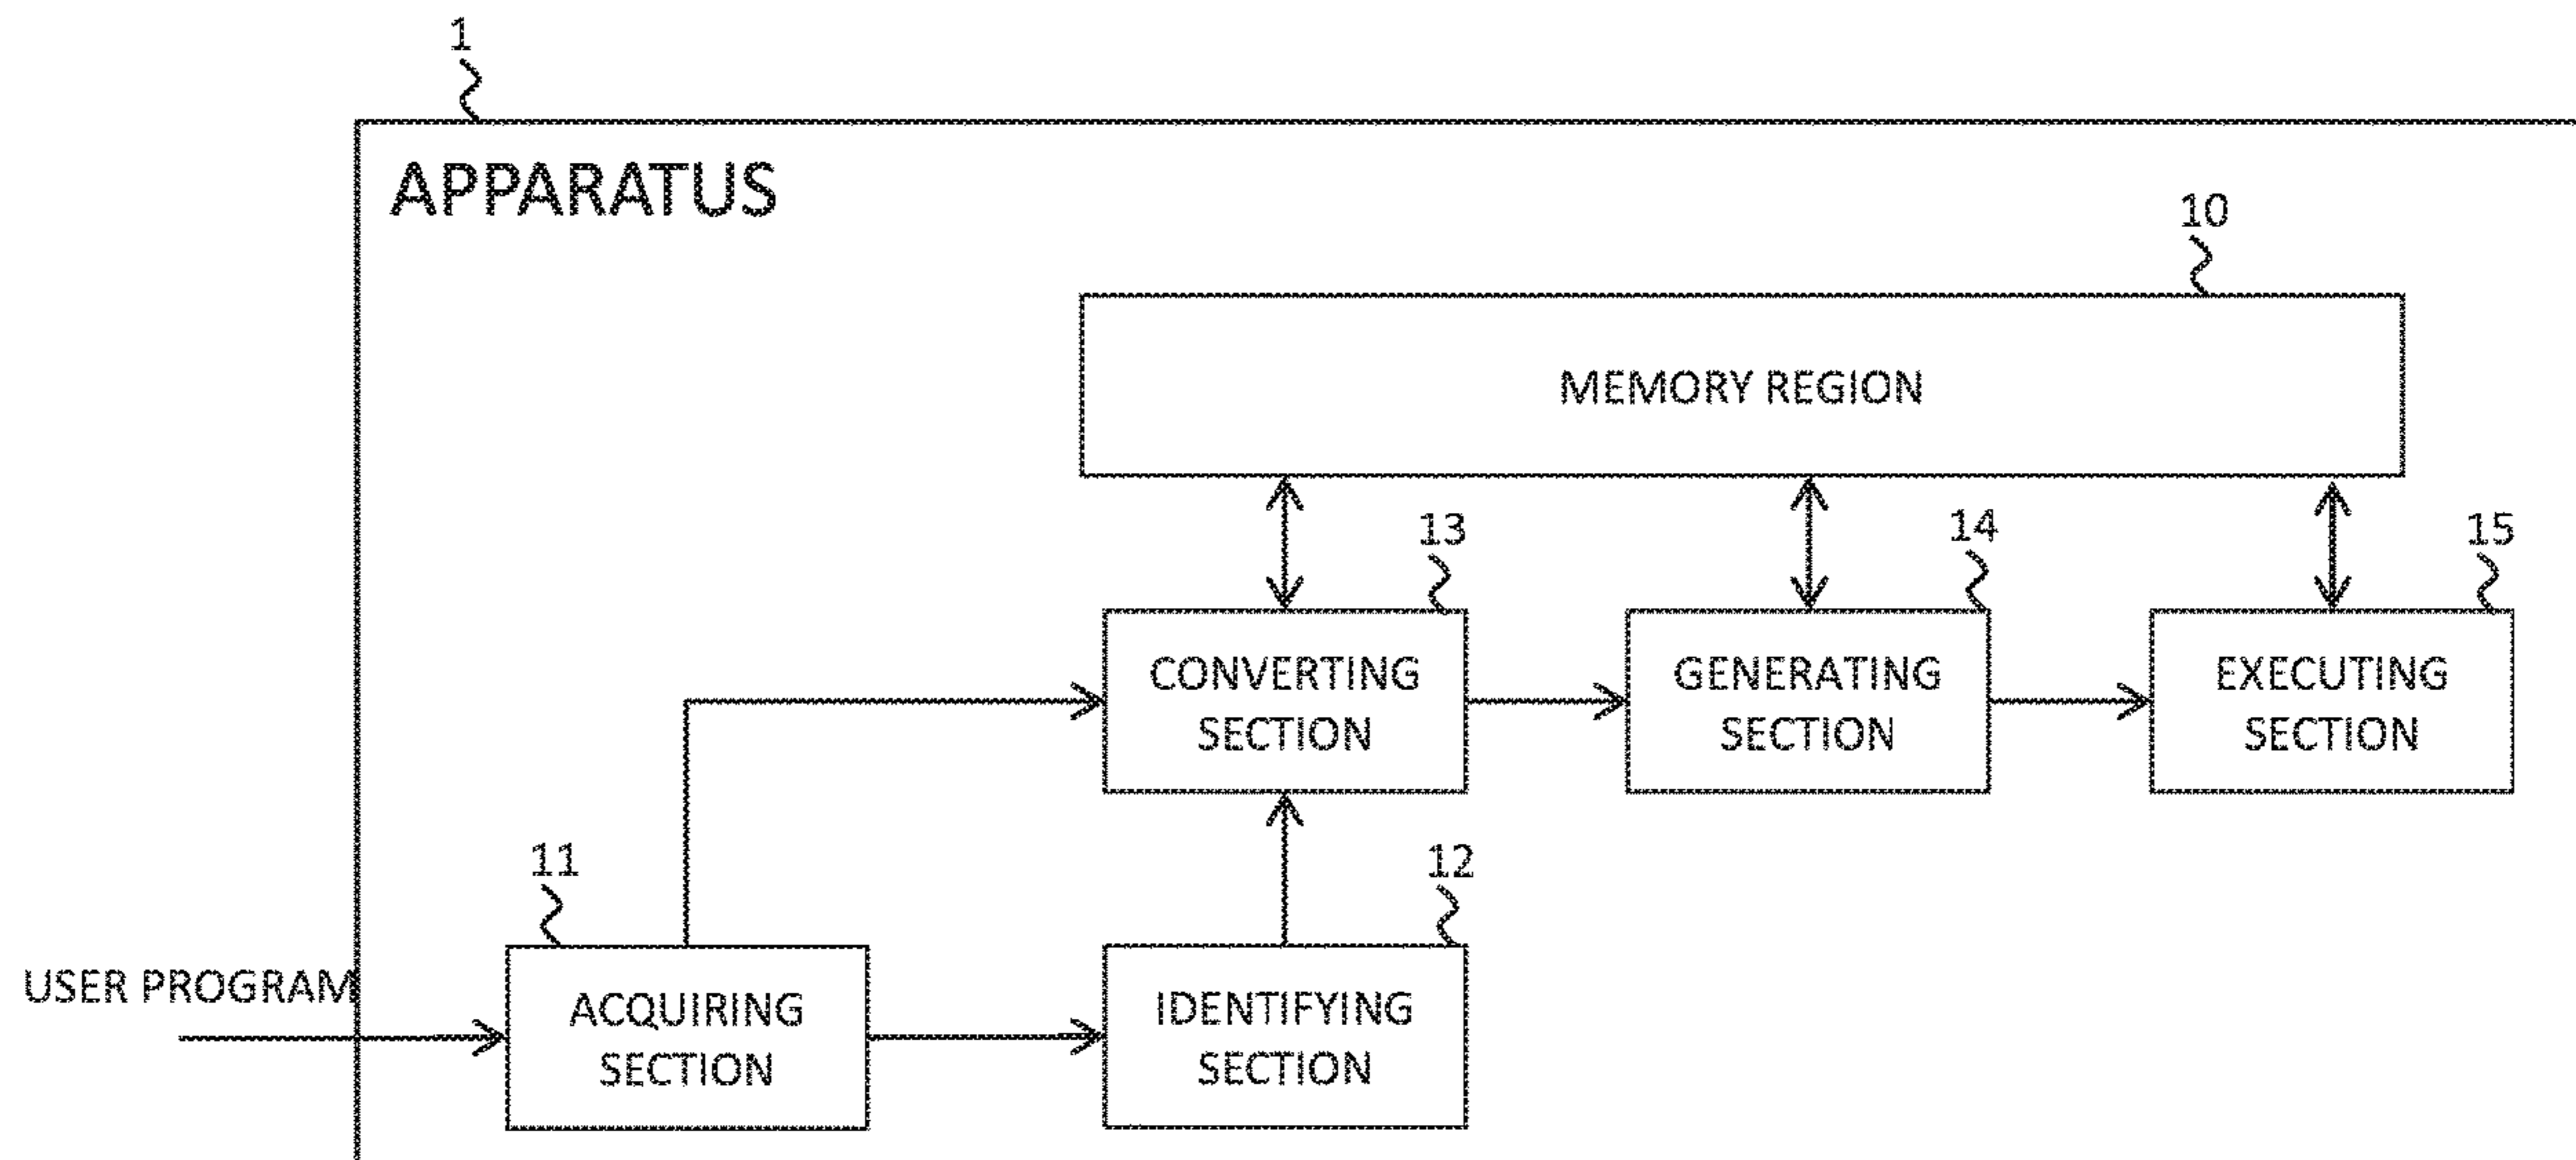 1
APPARATUS
10
MEMORY REGION
13
14
15
CONVERTING
SECTION
GENERATING
SECTION
EXECUTING
SECTION
11
12
USER PROGRAM
ACQUIRING
SECTION
IDENTIFYING
SECTION